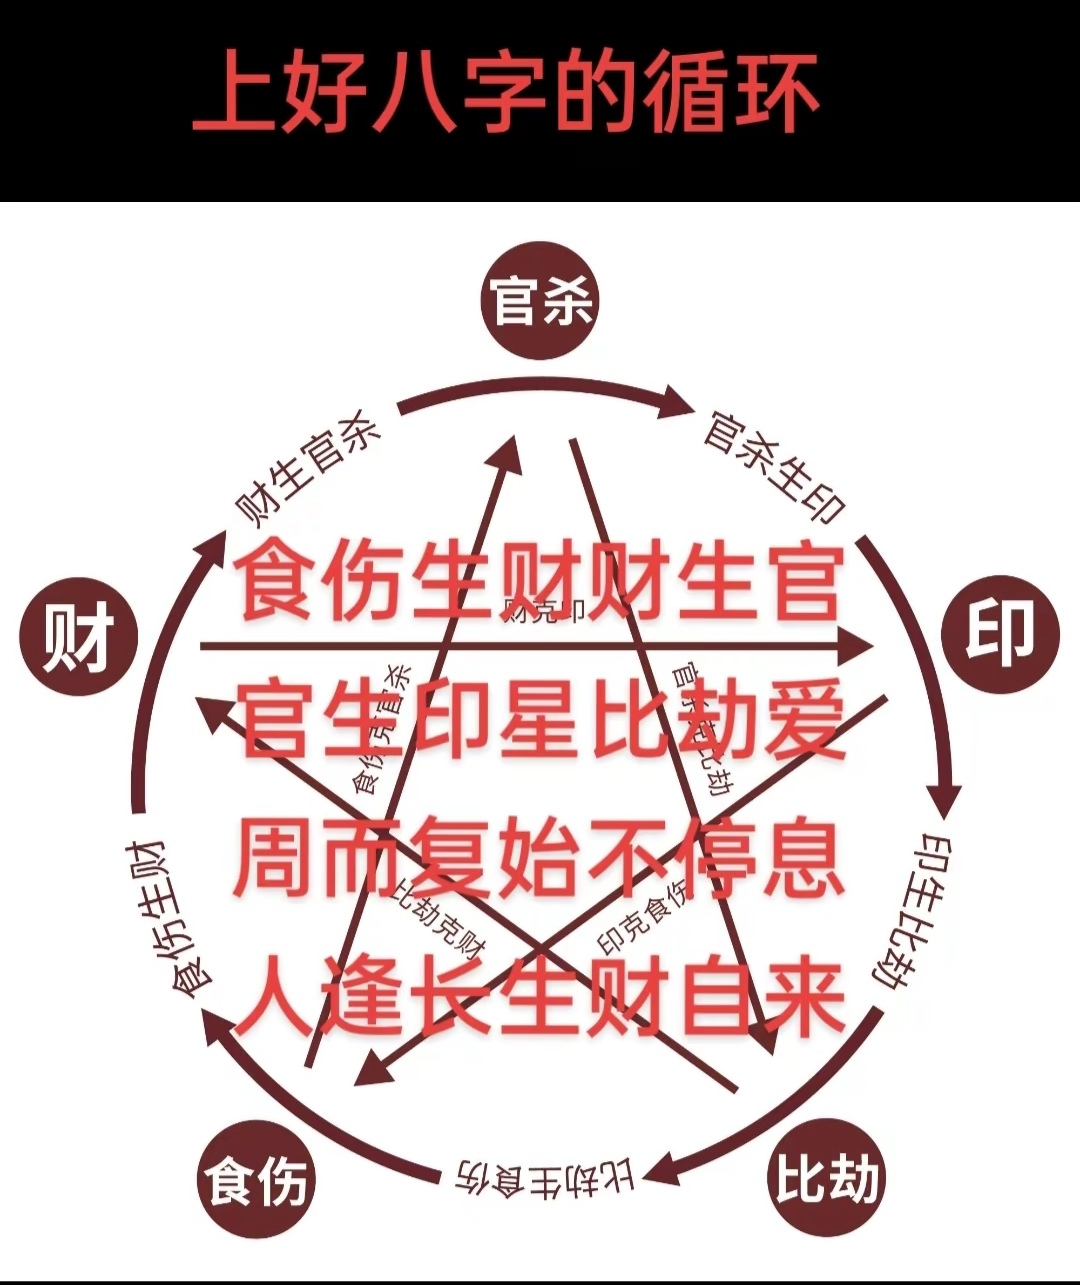 上好八字的循环
官杀
财生官杀
官杀生印
食伤生财财生官
财克印
财
印
食伤克官杀
官杀克比劫
官生印星比劫爱
周而复始不停息
食伤生财
印生比劫
比劫克财
印克食伤
人逢长生财自来
食伤
比劫生食伤
比劫